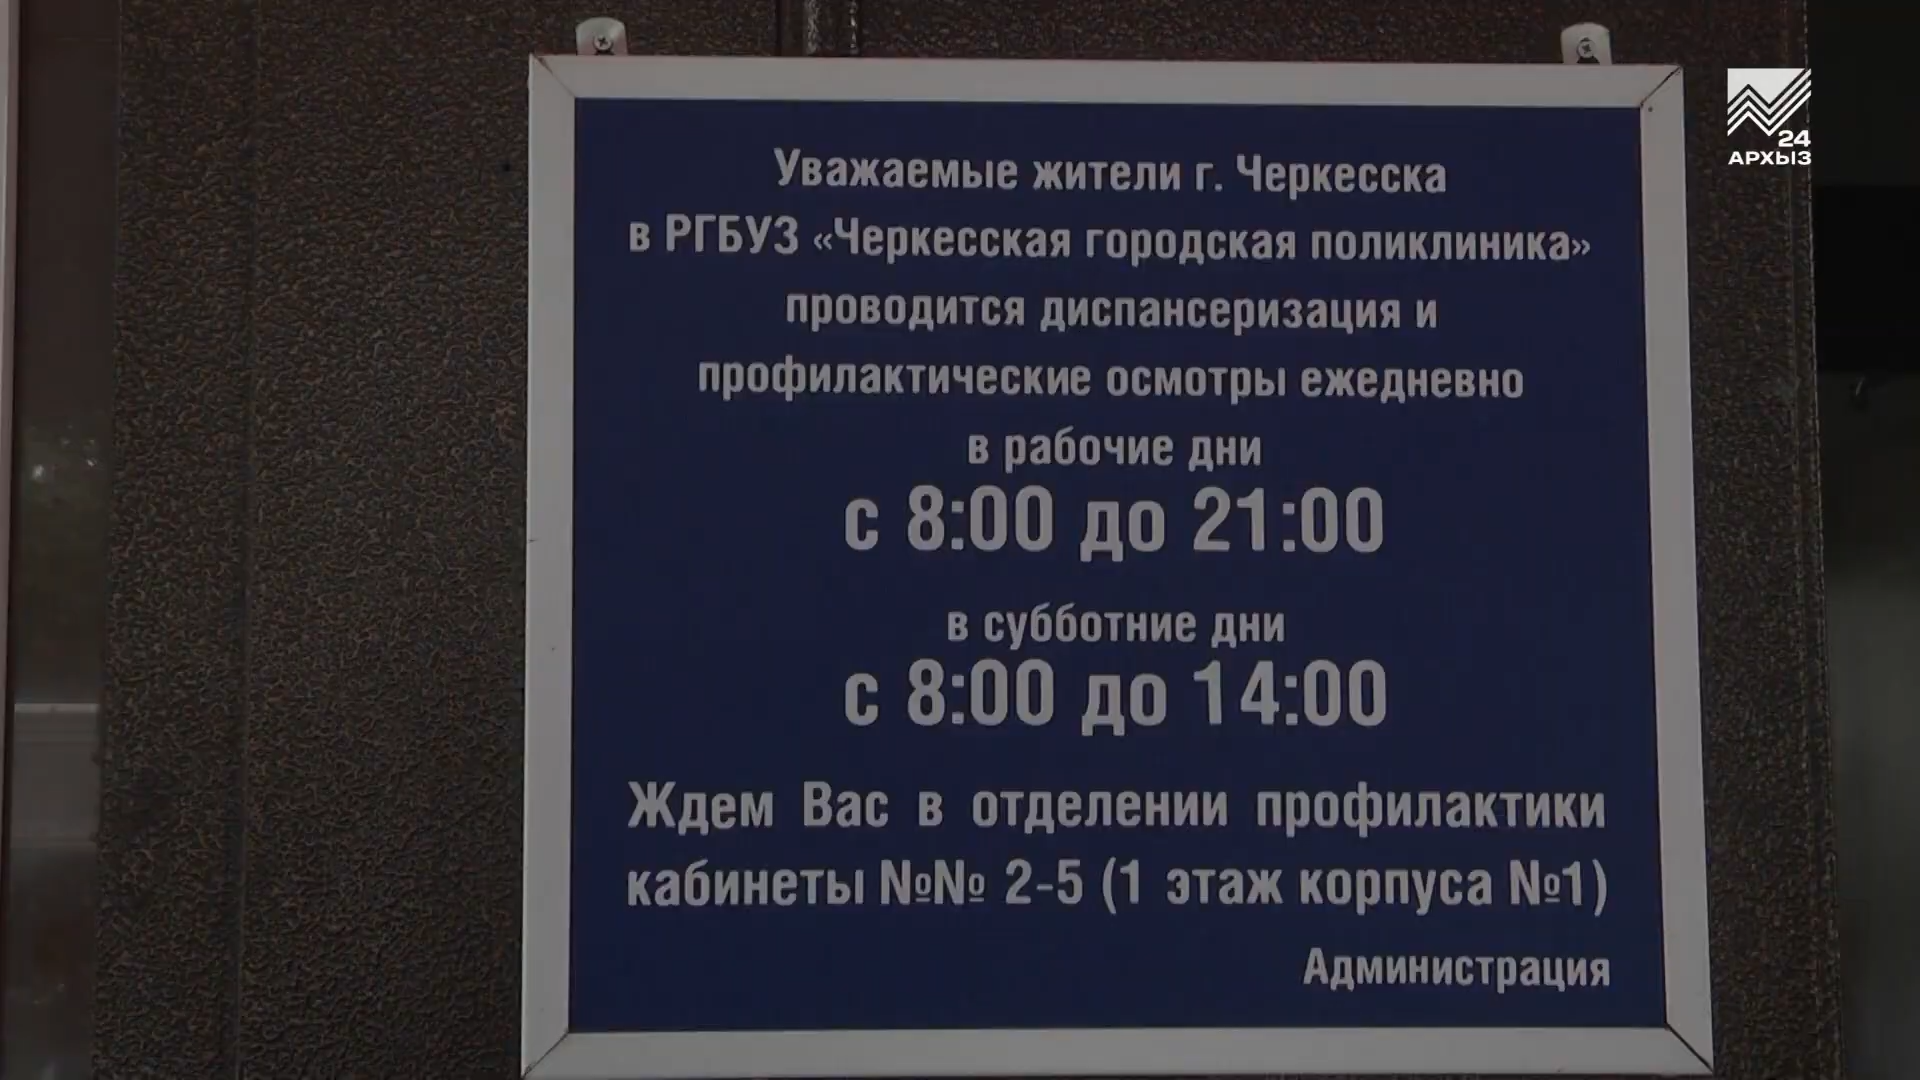 Уважаемые жители г. Черкесска
в РГБУЗ «Черкесская городская поликлиника»
проводится диспансеризация и
профилактические осмотры ежедневно
в рабочие дни
с 8:00 до 21:00
в субботние дни
с 8:00 до 14:00
Ждем Вас в отделении профилактики
кабинеты №№ 2-5 (1 этаж корпуса №1)
Администрация
24
АРХЫЗ